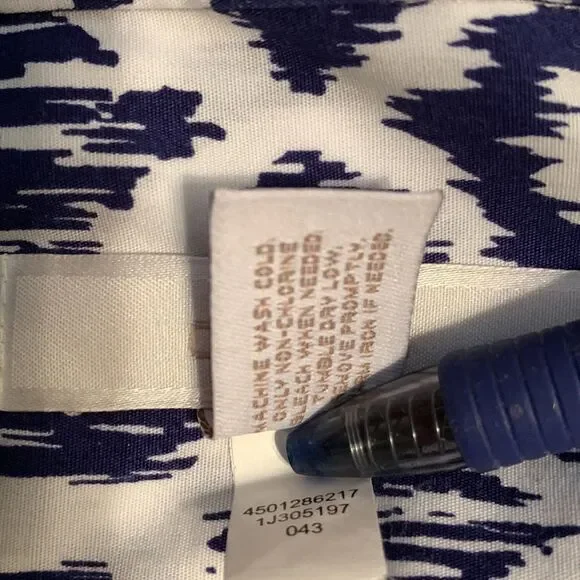 MACHINE WASH COLD.
ONLY NON-CHLORINE
BLEACH WHEN NEEDED.
TUMBLE DRY LOW.
PROMPTLY.
IRON IF NEEDED.
4501286217
1J305197
043